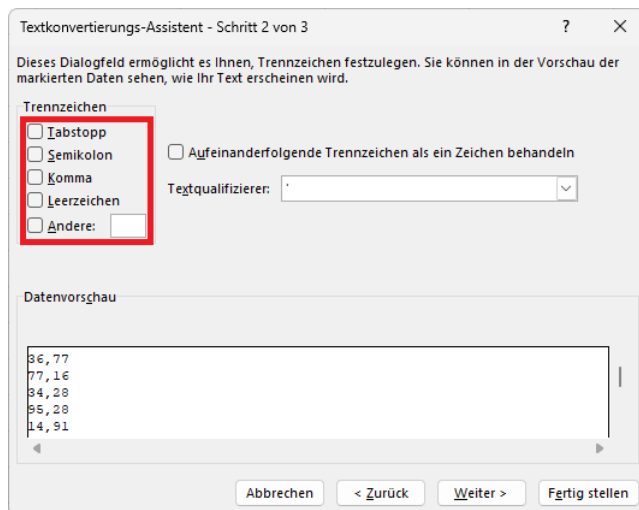 Textkonvertierungs-Assistent - Schritt 2 von 3
Dieses Dialogfeld ermöglicht es Ihnen, Trennzeichen festzulegen. Sie können in der Vorschau der
markierten Daten sehen, wie Ihr Text erscheinen wird.
Trennzeichen
Tabstopp
Semikolon
Komma
Leerzeichen
Andere:
Aufeinanderfolgende Trennzeichen als ein Zeichen behandeln
Textqualifizierer: '
Datenvorschau
36,77
77,16
34,28
95,28
14,91
Abbrechen < Zurück Weiter > Fertig stellen